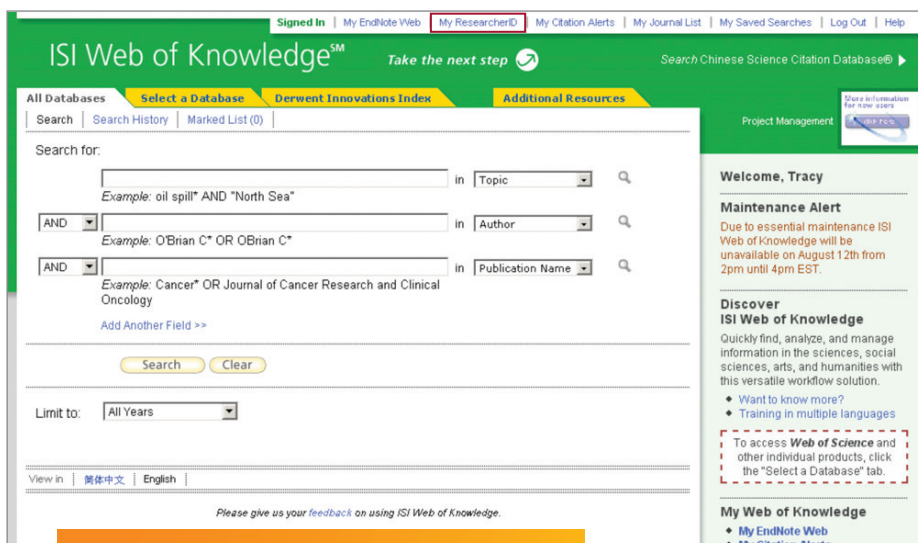 Signed In | My EndNote Web | My ResearcherID | My Citation Alerts | My Journal List | My Saved Searches | Log Out | Help
ISI Web of Knowledge℠ Take the next step
Search Chinese Science Citation Database®
All Databases Select a Database Derwent Innovations Index Additional Resources
Search | Search History | Marked List (0)
More information for new users
Project Management
Search for:
in Topic
Example: oil spill* AND "North Sea"
AND in Author
Example: O'Brian C* OR OBrian C*
AND in Publication Name
Example: Cancer* OR Journal of Cancer Research and Clinical
Oncology
Add Another Field >>
Search Clear
Limit to: All Years
View in | 简体中文 | English
Please give us your feedback on using ISI Web of Knowledge.
Welcome, Tracy
Maintenance Alert
Due to essential maintenance ISI
Web of Knowledge will be
unavailable on August 12th from
2pm until 4pm EST.
Discover
ISI Web of Knowledge
Quickly find, analyze, and manage
information in the sciences, social
sciences, arts, and humanities with
this versatile workflow solution.
Want to know more?
Training in multiple languages
To access Web of Science and
other individual products, click
the "Select a Database" tab.
My Web of Knowledge
My EndNote Web
My Citation Alerts